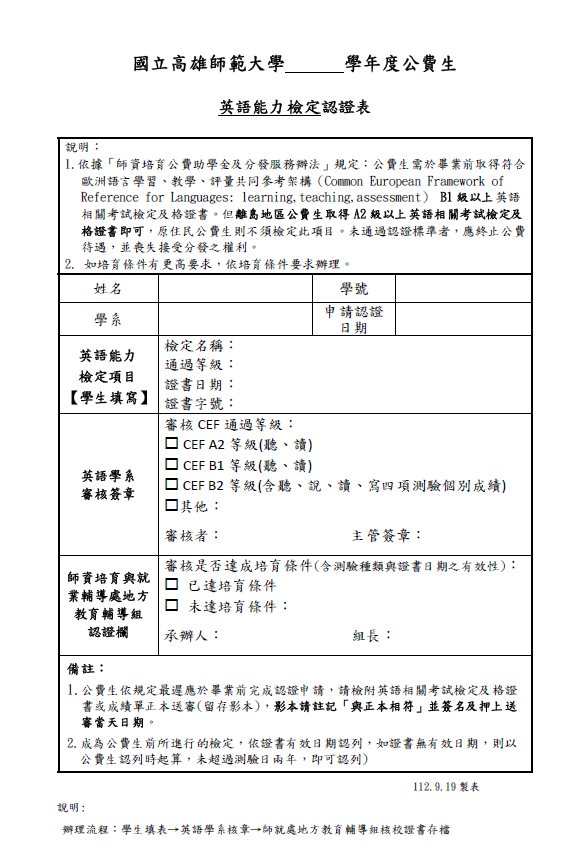 國立高雄師範大學______學年度公費生
英語能力檢定認證表
說明：
1.依據「師資培育公費助學金及分發服務辦法」規定：公費生需於畢業前取得符合
歐洲語言學習、教學、評量共同參考架構（Common European Framework of
Reference for Languages: learning,teaching,assessment） B1級以上英語
相關考試檢定及格證書。但離島地區公費生取得A2級以上英語相關考試檢定及
格證書即可，原住民公費生則不須檢定此項目。未通過認證標準者，應終止公費
待遇，並喪失接受分發之權利。
2. 如培育條件有更高要求，依培育條件要求辦理。
姓名
學號
學系
申請認證
日期
英語能力
檢定項目
【學生填寫】
檢定名稱：
通過等級：
證書日期：
證書字號：
英語學系
審核簽章
審核 CEF 通過等級：
☐ CEF A2 等級(聽、讀)
☐ CEF B1 等級(聽、讀)
☐ CEF B2 等級(含聽、說、讀、寫四項測驗個別成績)
☐其他：
審核者： 主管簽章：
師資培育與就
業輔導處地方
教育輔導組
認證欄
審核是否達成培育條件(含測驗種類與證書日期之有效性)：
☐ 已達培育條件
☐ 未達培育條件：
承辦人： 組長：
備註：
1.公費生依規定最遲應於畢業前完成認證申請，請檢附英語相關考試檢定及格證
書或成績單正本送審(留存影本)，影本請註記「與正本相符」並簽名及押上送
審當天日期。
2.成為公費生前所進行的檢定，依證書有效日期認列，如證書無有效日期，則以
公費生認列時起算，未超過測驗日兩年，即可認列)
112.9.19 製表
說明:
辦理流程：學生填表→英語學系核章→師就處地方教育輔導組核校證書存檔